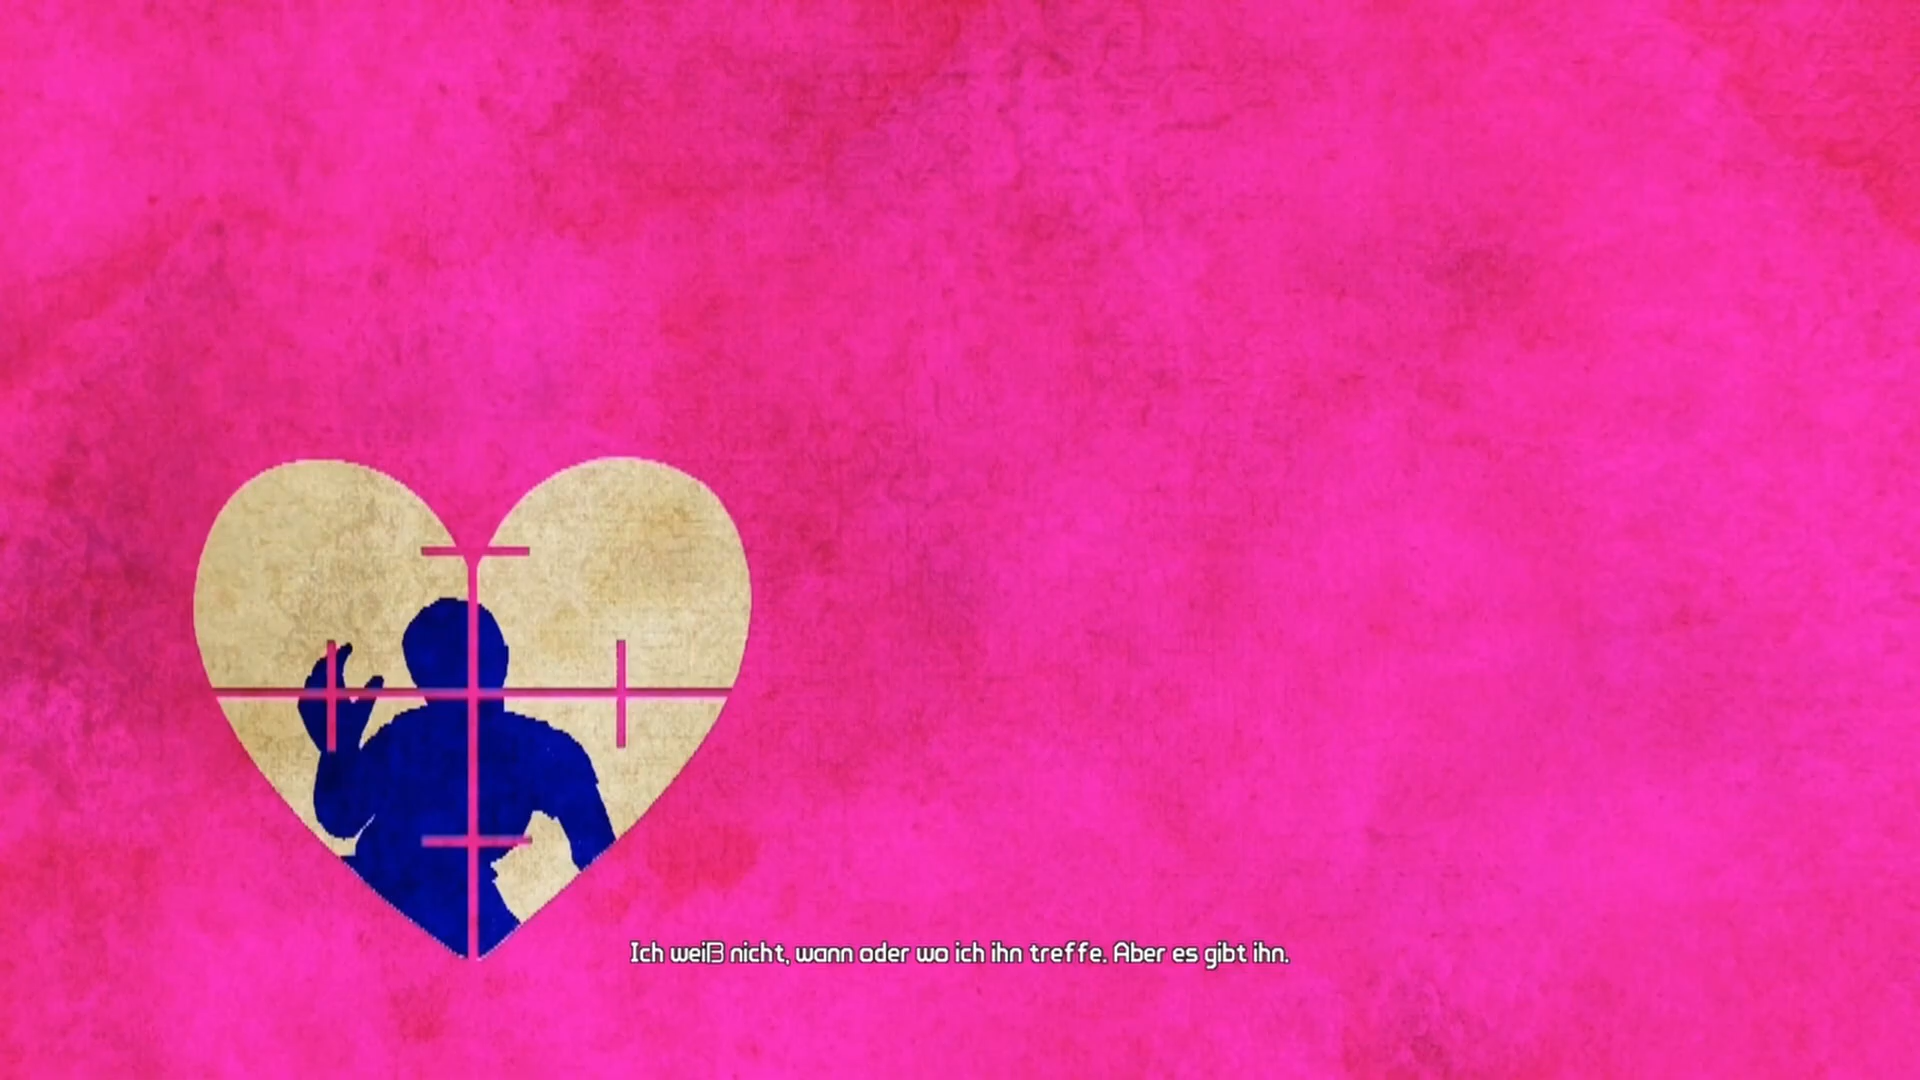 Ich weiß nicht, wann oder wo ich ihn treffe. Aber es gibt ihn.